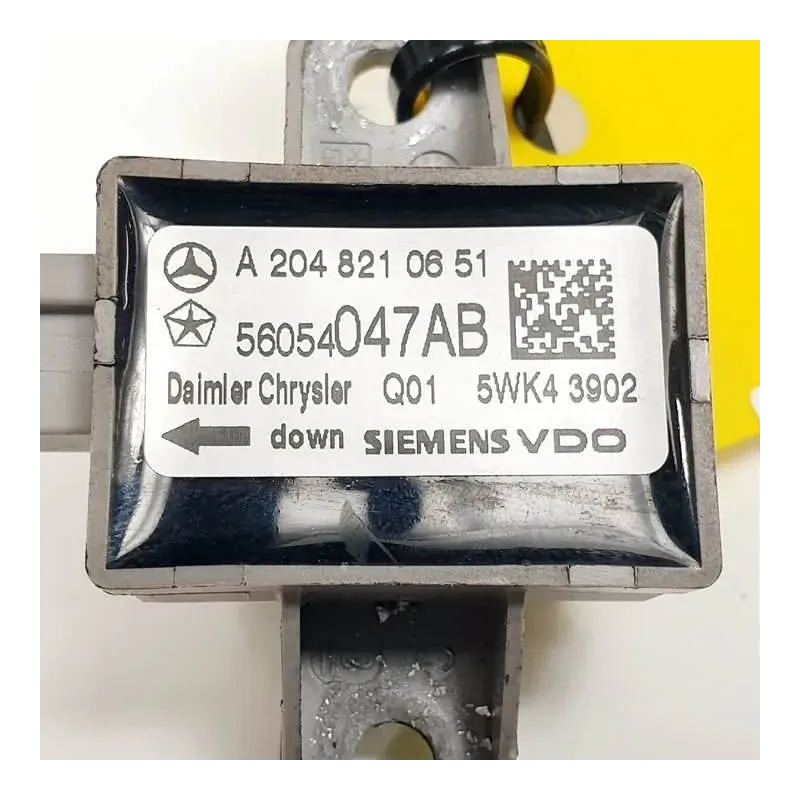 A 204 821 06 51
56054047AB
Daimler Chrysler Q01 5WK4 3902
down SIEMENS VDO